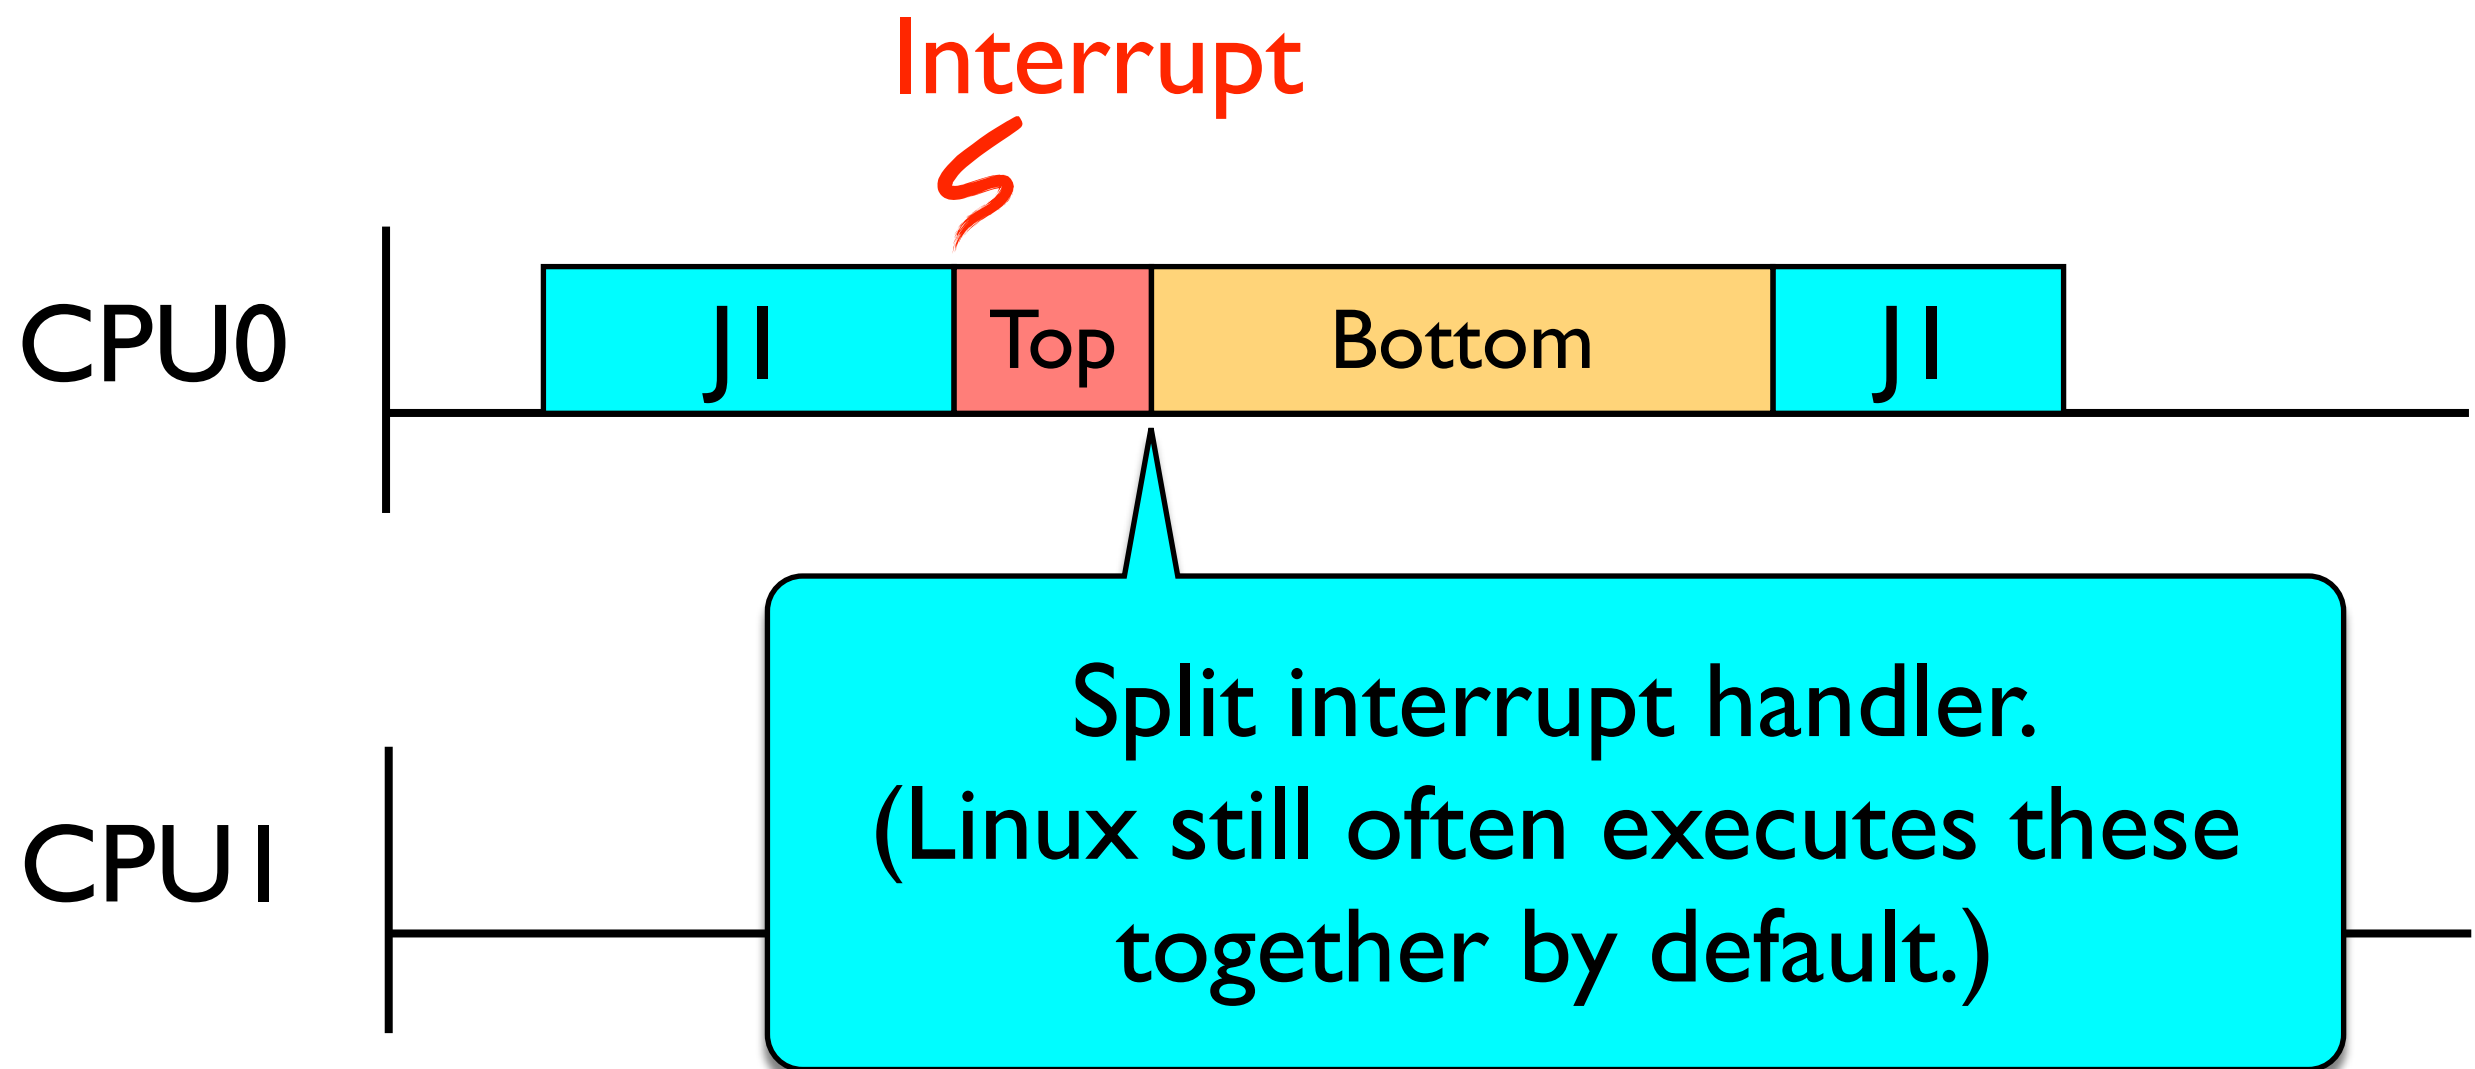 Interrupt
CPU0
J1 Top Bottom J1
CPU1
Split interrupt handler.
(Linux still often executes these
together by default.)